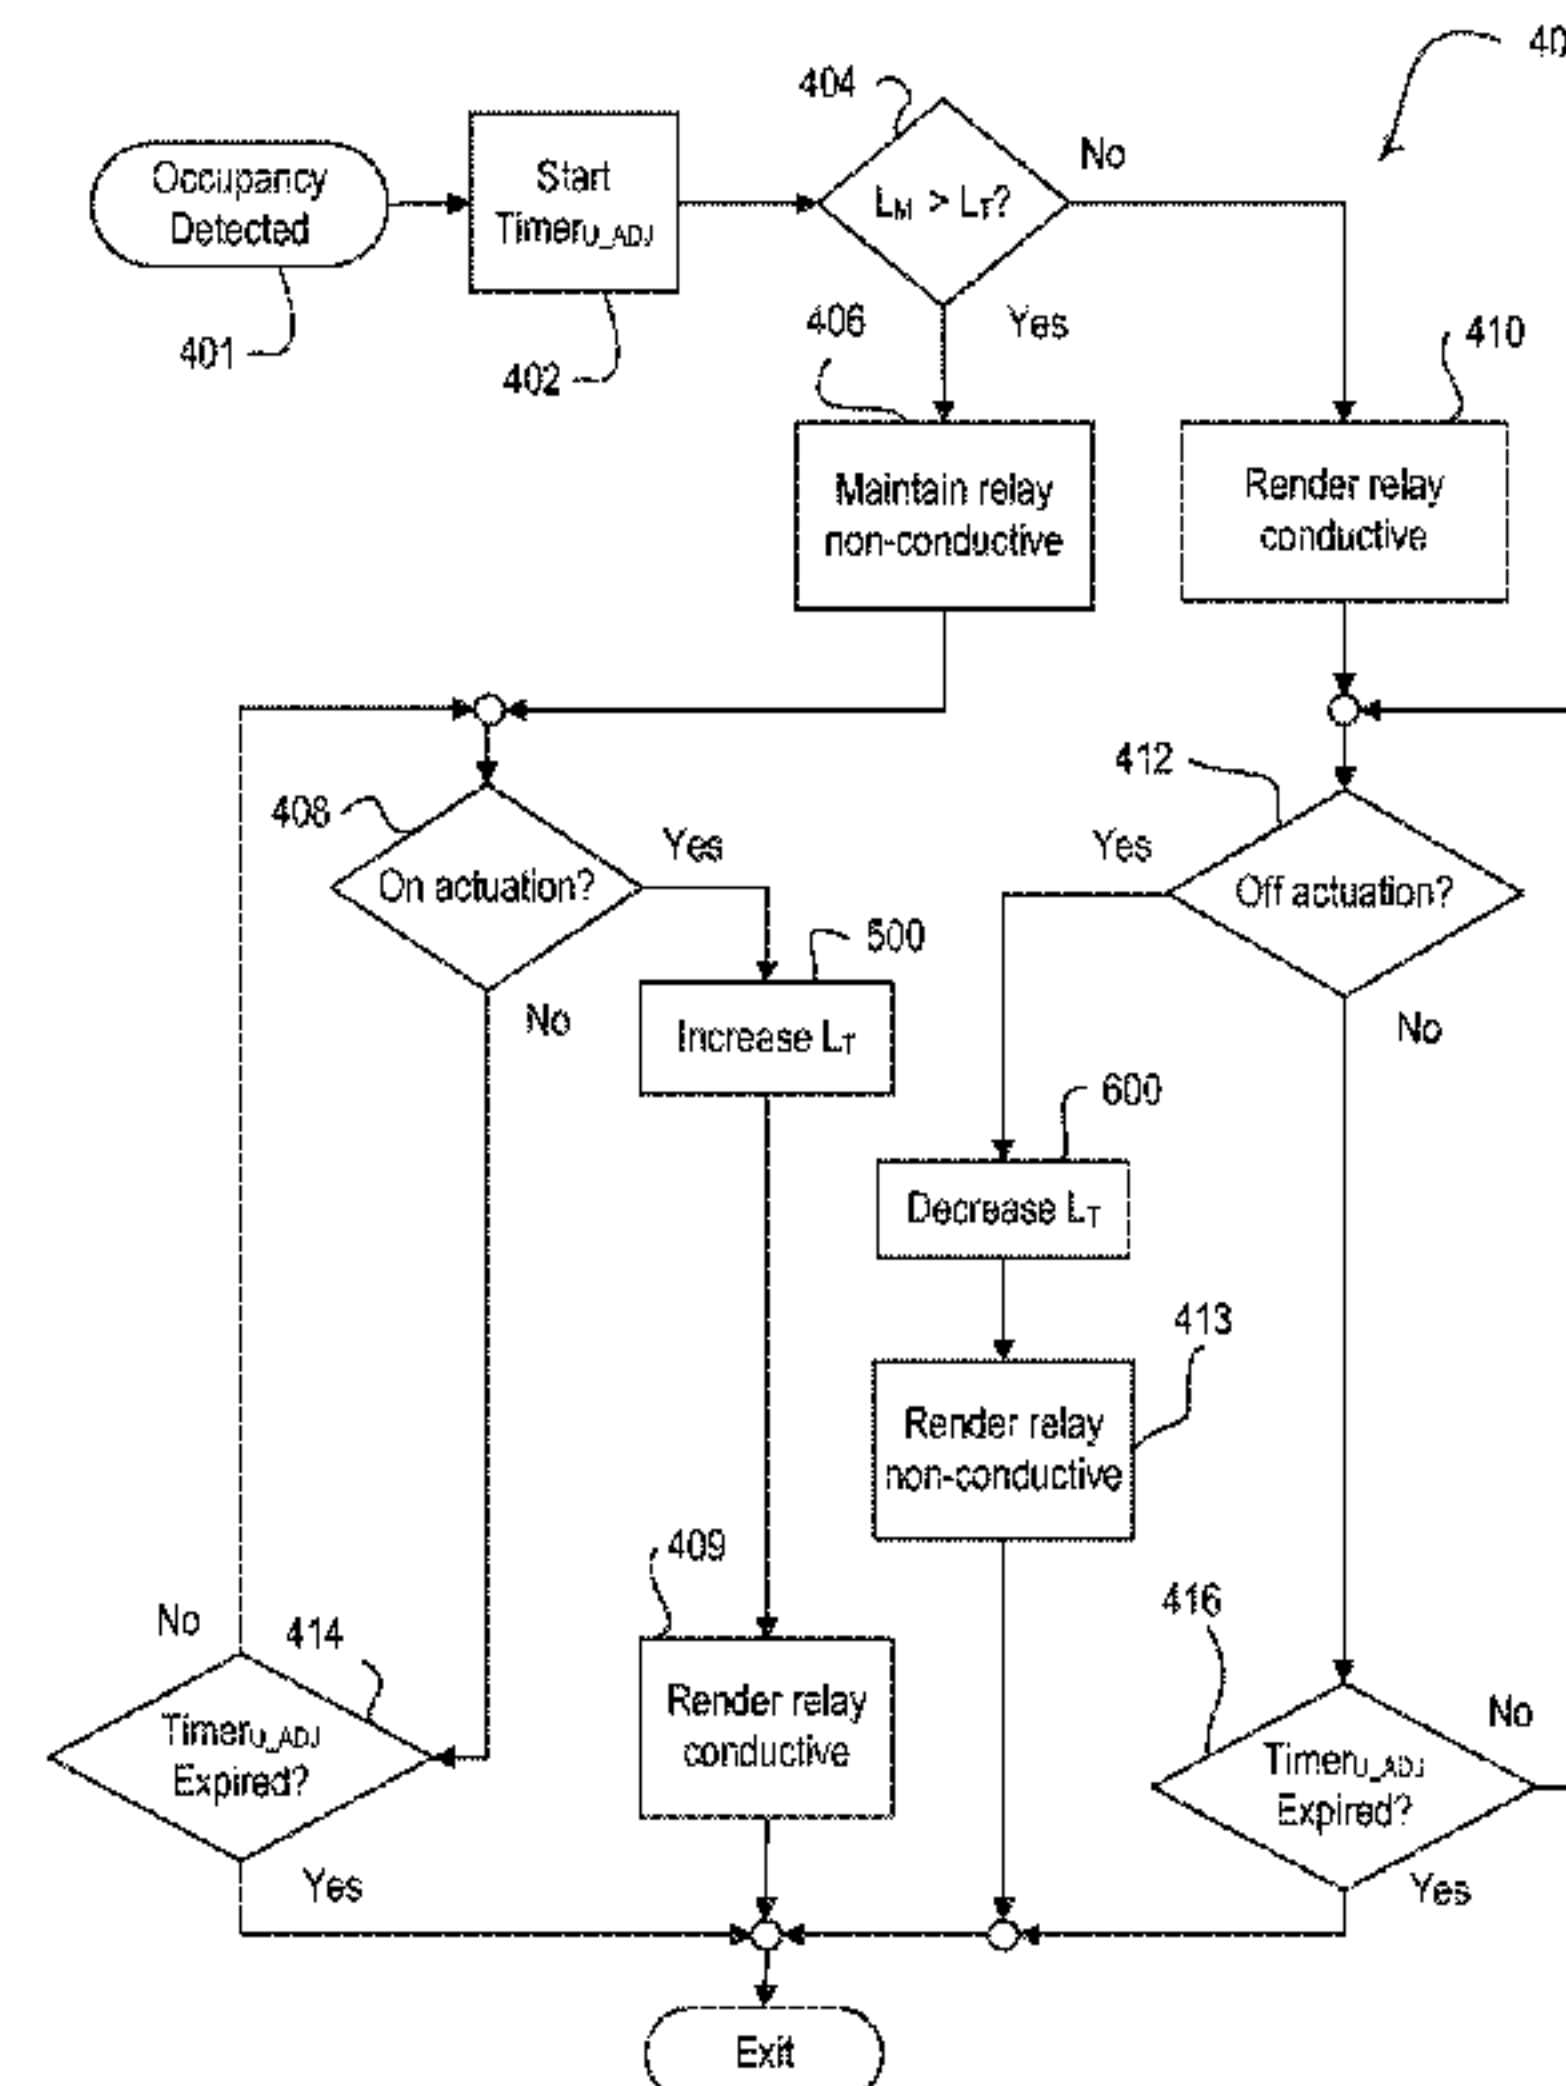 40
404
No
Occupancy
Detected
Start
TimerU_ADJ
LM > LT?
401
402
406
Yes
410
Maintain relay
non-conductive
Render relay
conductive
412
408
Yes
Yes
On actuation?
Off actuation?
500
No
No
Increase LT
600
Decrease LT
413
Render relay
non-conductive
409
416
No
414
Render relay
conductive
No
TimerU_ADJ
Expired?
TimerU_ADJ
Expired?
Yes
Yes
Exit